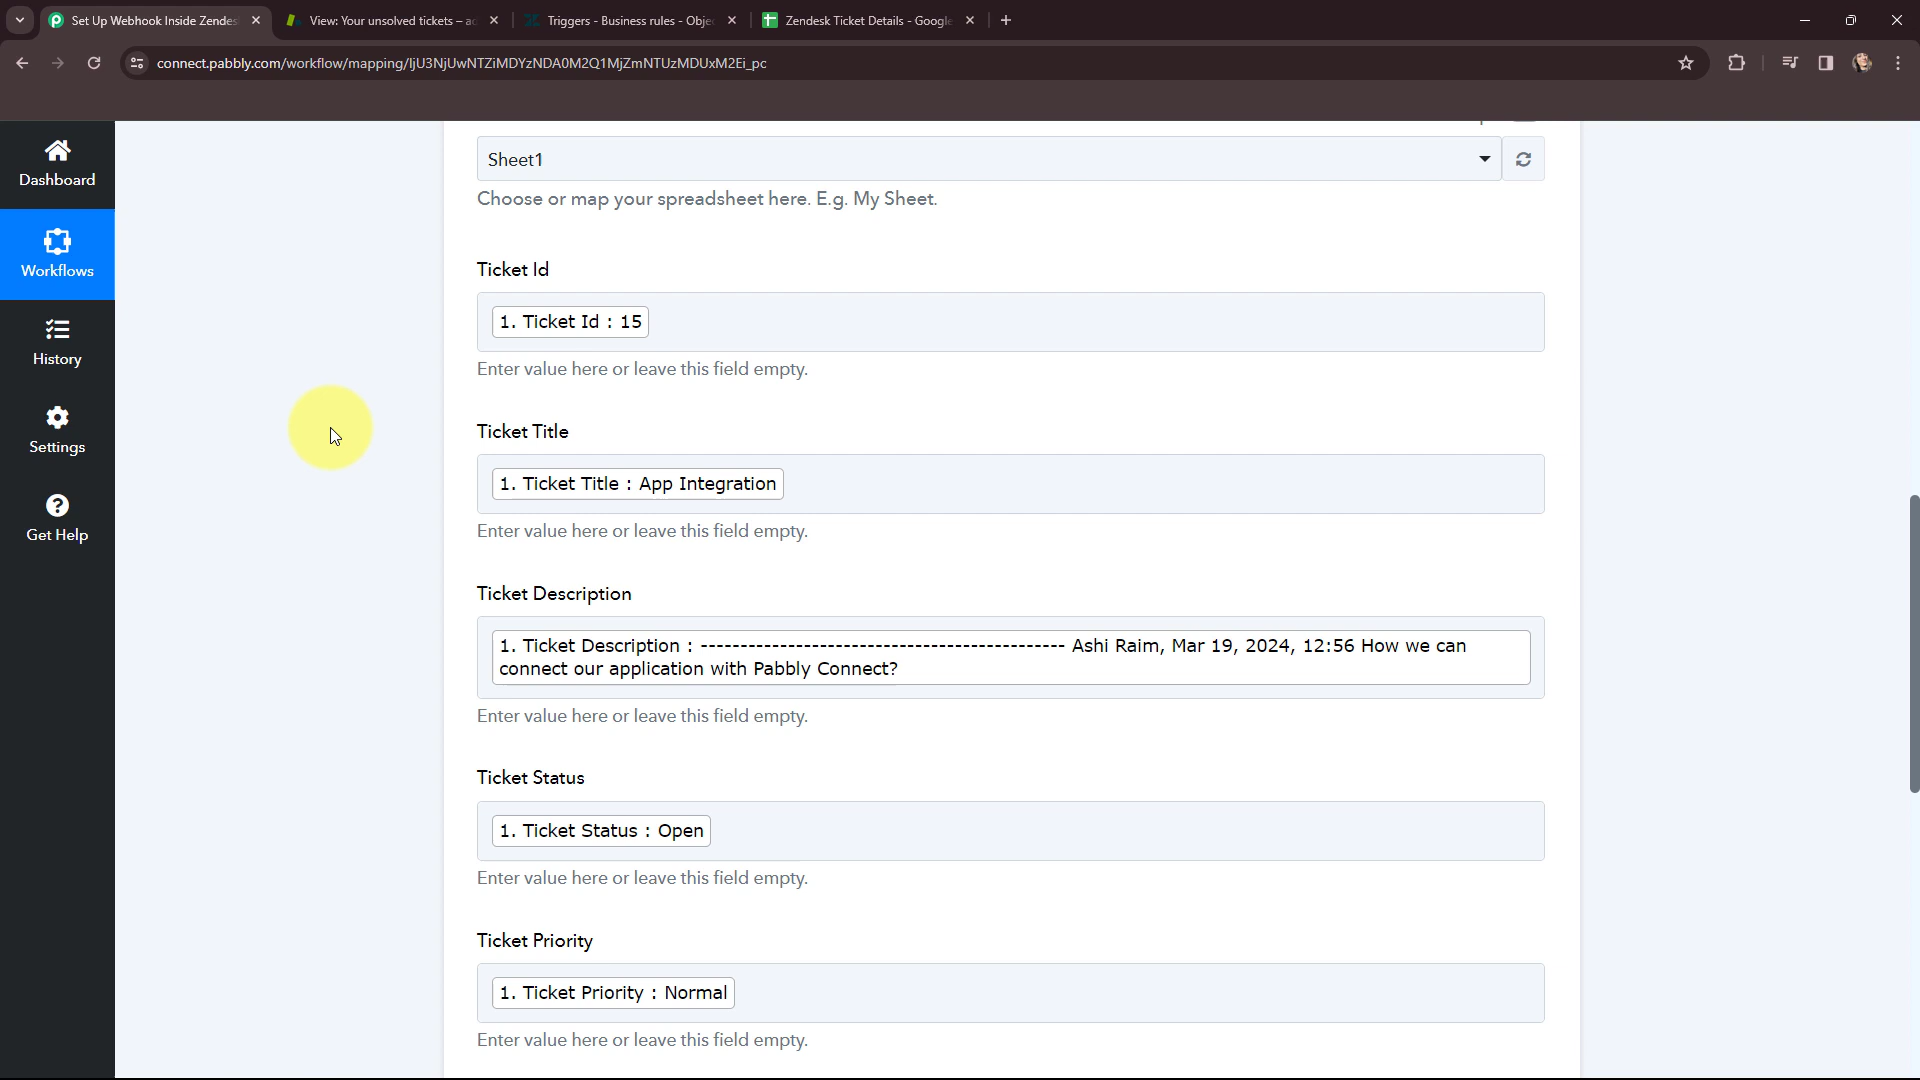 Set Up Webhook Inside Zendes
View: Your unsolved tickets – a
Triggers - Business rules - Obje
Zendesk Ticket Details - Google
connect.pabbly.com/workflow/mapping/IjU3NjUwNTZiMDYzNDA0M2Q1MjZmNTUzMDUxM2Ei_pc
Dashboard
Workflows
History
Settings
Get Help
Sheet1
Choose or map your spreadsheet here. E.g. My Sheet.
Ticket Id
1. Ticket Id : 15
Enter value here or leave this field empty.
Ticket Title
1. Ticket Title : App Integration
Enter value here or leave this field empty.
Ticket Description
1. Ticket Description : ---------------------------------------------- Ashi Raim, Mar 19, 2024, 12:56 How we can
connect our application with Pabbly Connect?
Enter value here or leave this field empty.
Ticket Status
1. Ticket Status : Open
Enter value here or leave this field empty.
Ticket Priority
1. Ticket Priority : Normal
Enter value here or leave this field empty.